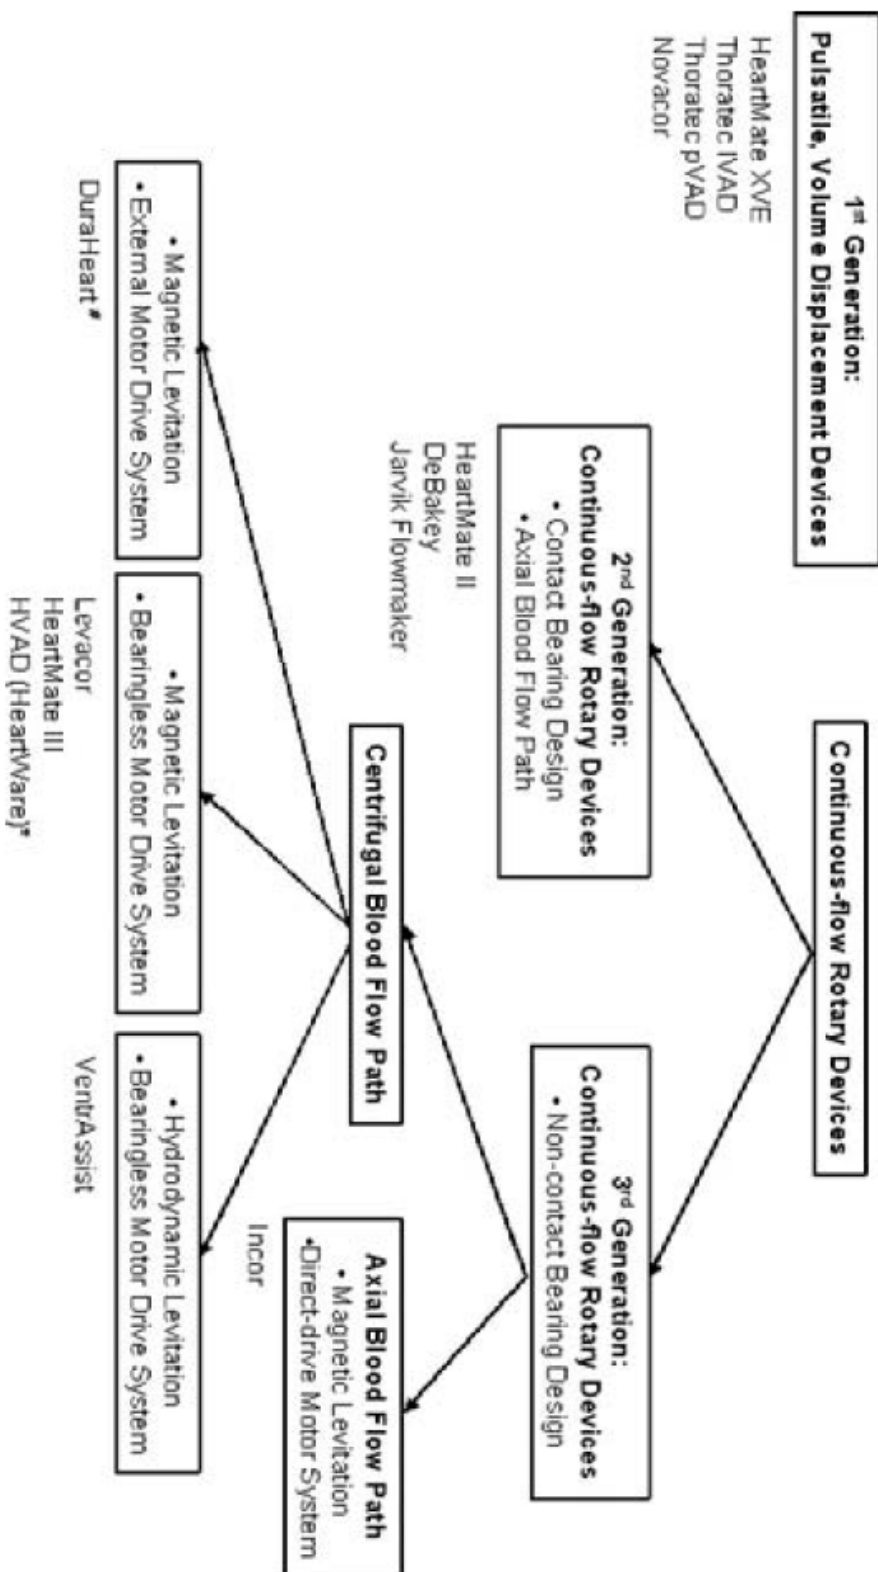 1st Generation:
Pulsatile, Volume Displacement Devices
HeartMate XVE
Thoratec IVAD
Thoratec pVAD
Novacor
Continuous-flow Rotary Devices
2nd Generation:
Continuous-flow Rotary Devices
• Contact Bearing Design
• Axial Blood Flow Path
HeartMate II
DeBakey
Jarvik Flowmaker
3rd Generation:
Continuous-flow Rotary Devices
• Non-contact Bearing Design
Centrifugal Blood Flow Path
Axial Blood Flow Path
• Magnetic Levitation
•Direct-drive Motor System
Incor
• Magnetic Levitation
• External Motor Drive System
DuraHeart#
• Magnetic Levitation
• Bearingless Motor Drive System
Levacor
HeartMate III
HVAD (HeartWare)*
• Hydrodynamic Levitation
• Bearingless Motor Drive System
VentrAssist